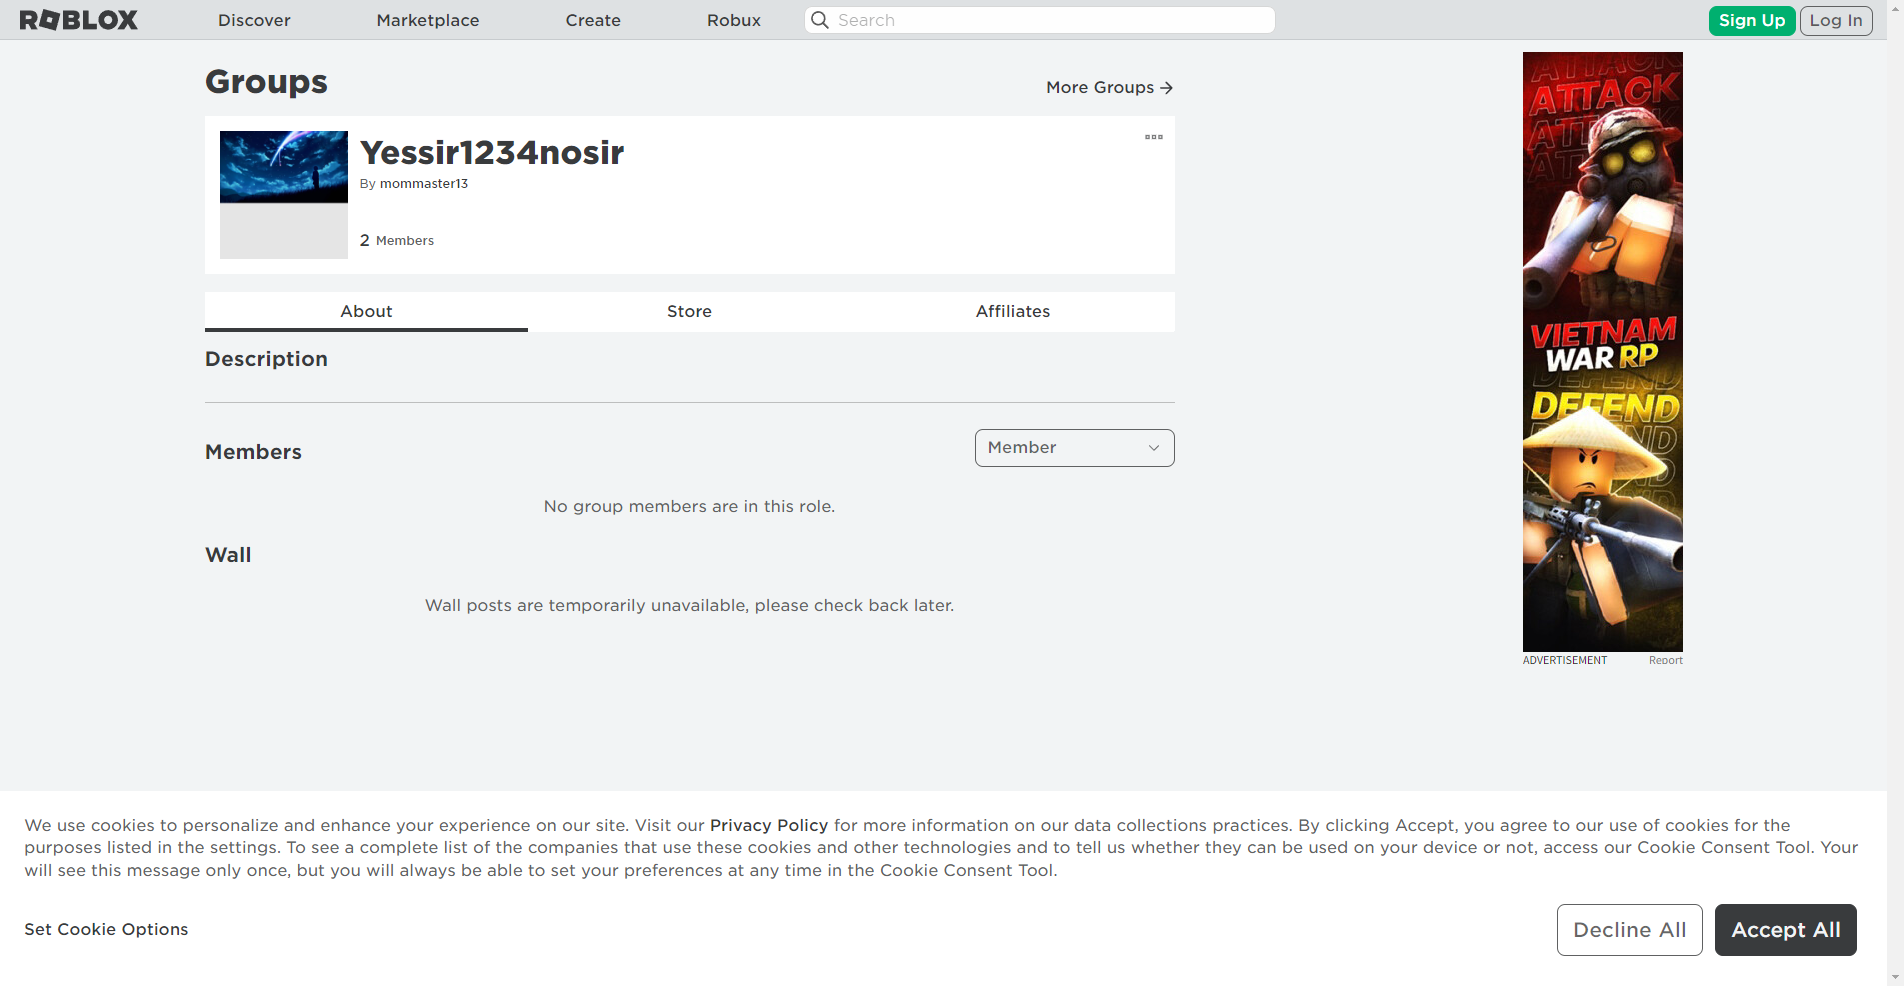 ROBLOX
Discover
Marketplace
Create
Robux
Search
Sign Up
Log In
Groups
More Groups →
Yessir1234nosir
By mommaster13
2 Members
About
Store
Affiliates
Description
Members
Member
No group members are in this role.
Wall
Wall posts are temporarily unavailable, please check back later.
ATTACK
ATTACK
VIETNAM
WAR RP
DEFEND
DEFEND
ADVERTISEMENT
Report
We use cookies to personalize and enhance your experience on our site. Visit our Privacy Policy for more information on our data collections practices. By clicking Accept, you agree to our use of cookies for the
purposes listed in the settings. To see a complete list of the companies that use these cookies and other technologies and to tell us whether they can be used on your device or not, access our Cookie Consent Tool. Your
will see this message only once, but you will always be able to set your preferences at any time in the Cookie Consent Tool.
Set Cookie Options
Decline All
Accept All